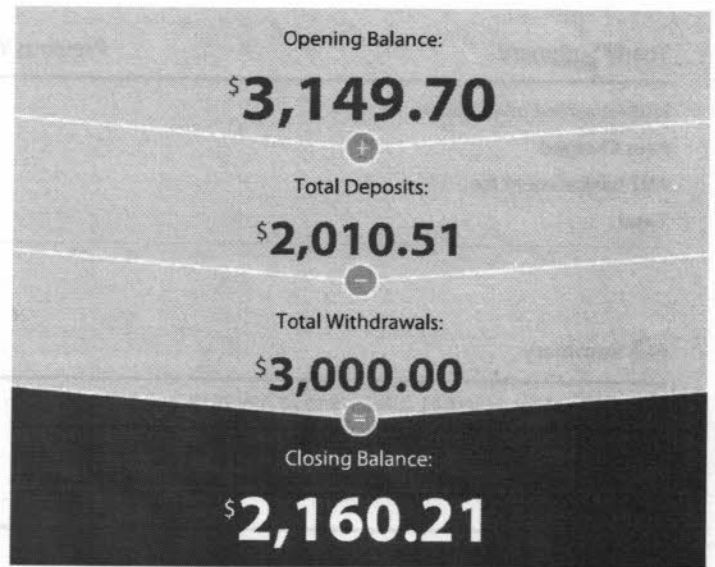 Opening Balance:
$3,149.70
+
Total Deposits:
$2,010.51
−
Total Withdrawals:
$3,000.00
=
Closing Balance:
$2,160.21